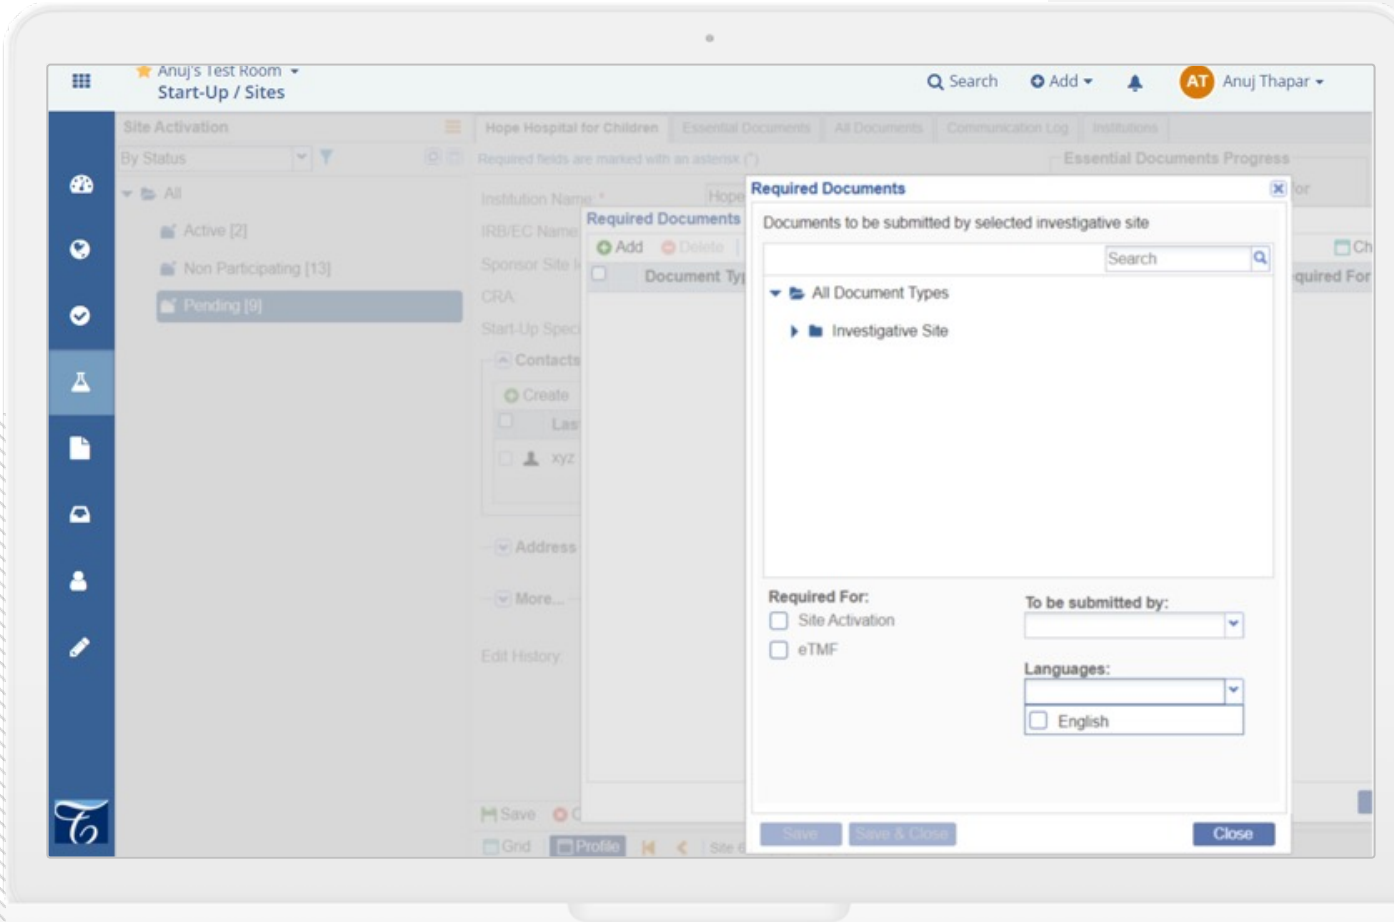 Anuj's Test Room
Start-Up / Sites
Search
Add
AT
Anuj Thapar
Site Activation
By Status
All
Active [2]
Non Participating [13]
Pending [9]
Hope Hospital for Children
Essential Documents
All Documents
Communication Log
Institutions
Required fields are marked with an asterisk (*)
Essential Documents Progress
Institution Name: *
Hope
IRB/EC Name
Sponsor Site
CRA:
Start-Up
Contacts
Create
xyz
Address
More...
Edit History:
Save
Grid
Profile
Site
Required Documents
Add
Delete
Document
Required Documents
Documents to be submitted by selected investigative site
Search
All Document Types
Investigative Site
Required For:
Site Activation
eTMF
To be submitted by:
Languages:
English
Save
Save & Close
Close